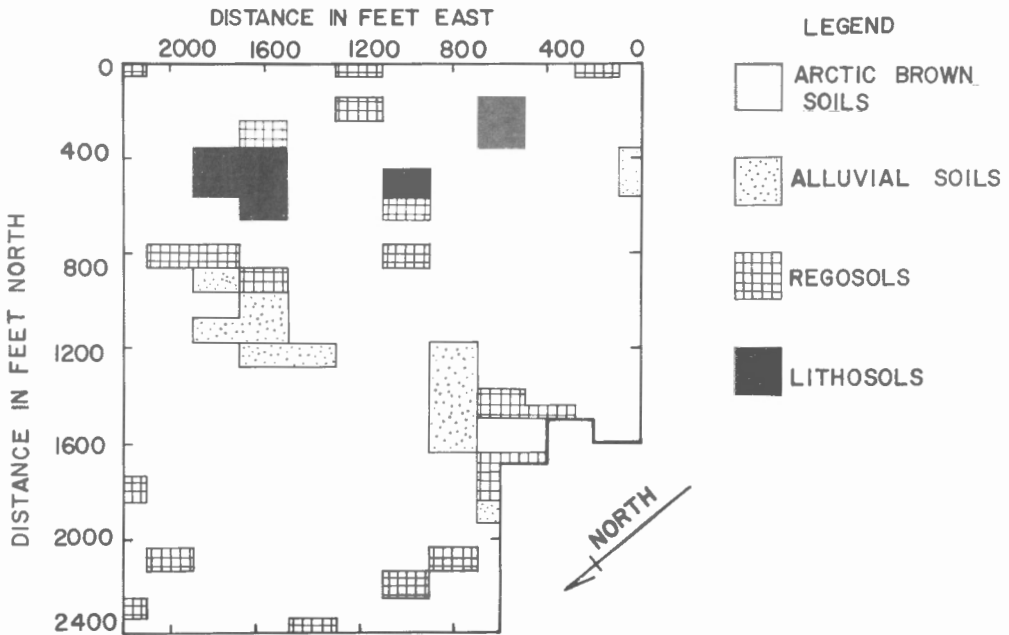 DISTANCE IN FEET EAST
2000 1600 1200 800 400 0
0
400
800
1200
1600
2000
2400
DISTANCE IN FEET NORTH
NORTH
LEGEND
ARCTIC BROWN
SOILS
ALLUVIAL SOILS
REGOSOLS
LITHOSOLS